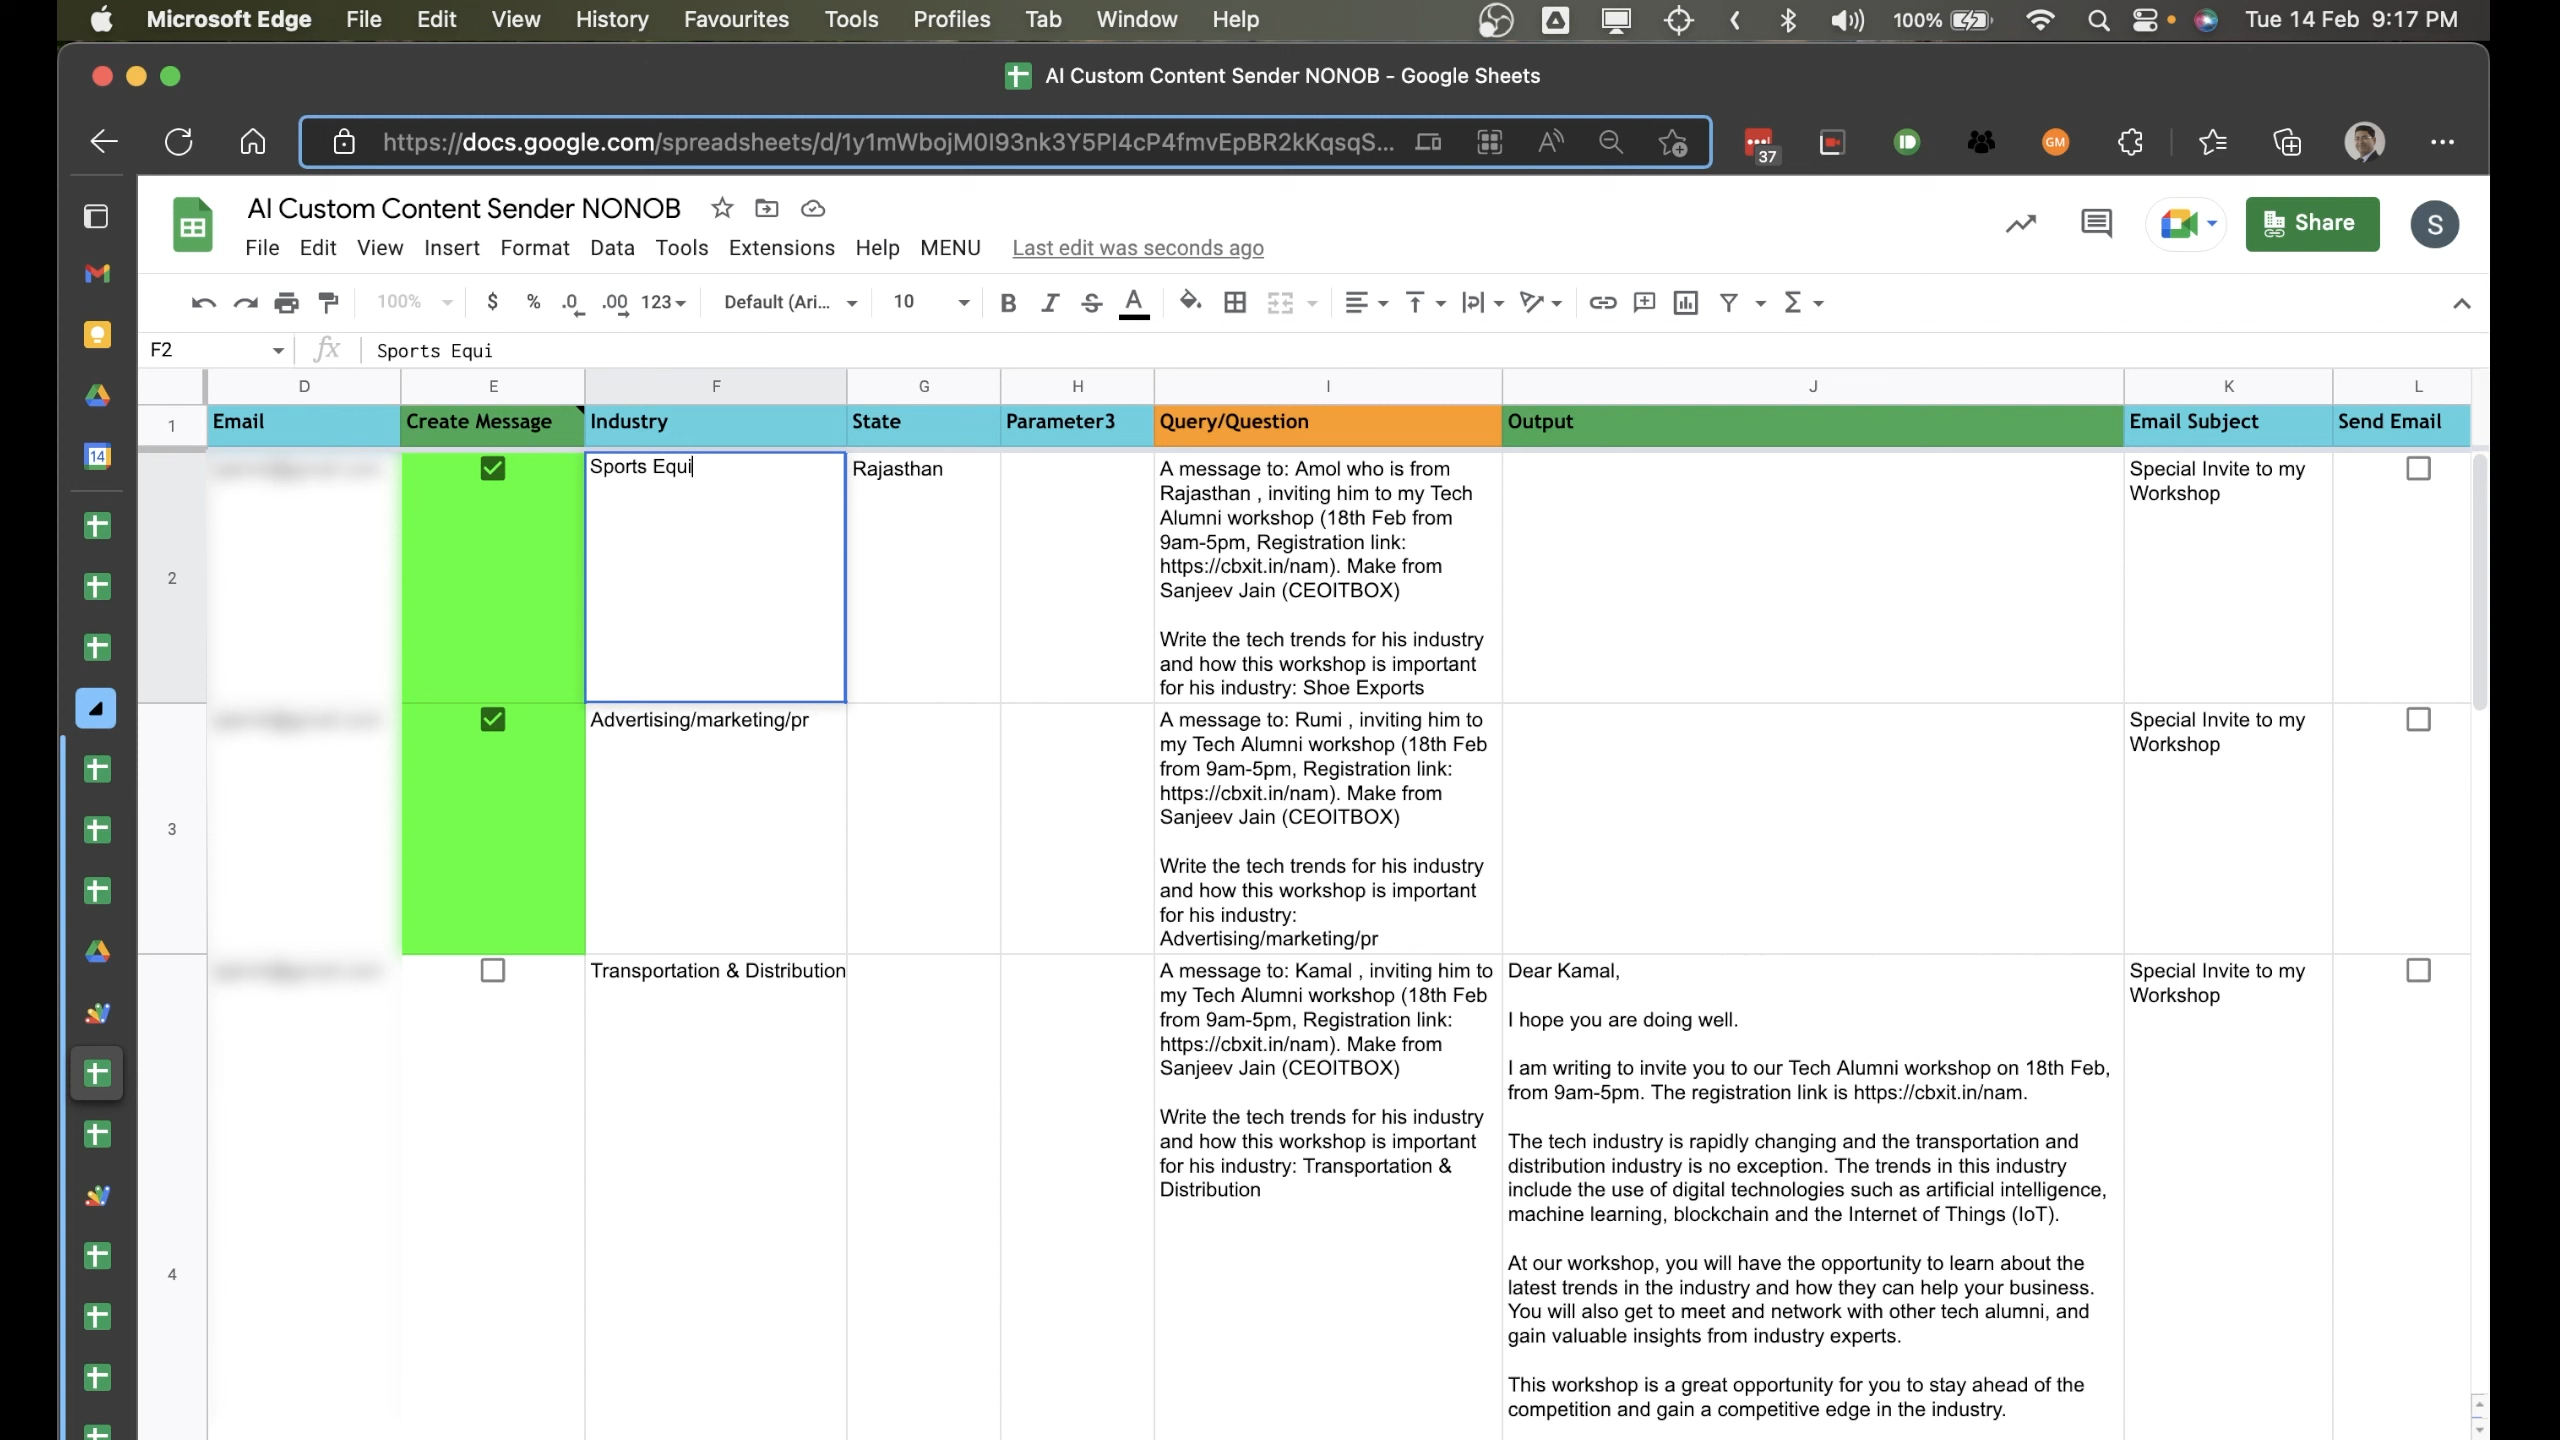 Microsoft Edge File Edit View History Favourites Tools Profiles Tab Window Help 100% Tue 14 Feb 9:17 PM
AI Custom Content Sender NONOB - Google Sheets
https://docs.google.com/spreadsheets/d/1y1mWbojM0I93nk3Y5PI4cP4fmvEpBR2kKqsqS... 37 GM
AI Custom Content Sender NONOB
File Edit View Insert Format Data Tools Extensions Help MENU Last edit was seconds ago
Share S
100% $ % .0 .00 123 Default (Ari... 10 B I S A
F2 fx Sports Equi
14
D E F G H I J K L
1 Email Create Message Industry State Parameter3 Query/Question Output Email Subject Send Email
2
Sports Equi
Rajasthan
A message to: Amol who is from
Rajasthan , inviting him to my Tech
Alumni workshop (18th Feb from
9am-5pm, Registration link:
https://cbxit.in/nam). Make from
Sanjeev Jain (CEOITBOX)
Write the tech trends for his industry
and how this workshop is important
for his industry: Shoe Exports
Special Invite to my
Workshop
3
Advertising/marketing/pr
A message to: Rumi , inviting him to
my Tech Alumni workshop (18th Feb
from 9am-5pm, Registration link:
https://cbxit.in/nam). Make from
Sanjeev Jain (CEOITBOX)
Write the tech trends for his industry
and how this workshop is important
for his industry:
Advertising/marketing/pr
Special Invite to my
Workshop
4
Transportation & Distribution
A message to: Kamal , inviting him to
my Tech Alumni workshop (18th Feb
from 9am-5pm, Registration link:
https://cbxit.in/nam). Make from
Sanjeev Jain (CEOITBOX)
Write the tech trends for his industry
and how this workshop is important
for his industry: Transportation &
Distribution
Dear Kamal,
I hope you are doing well.
I am writing to invite you to our Tech Alumni workshop on 18th Feb,
from 9am-5pm. The registration link is https://cbxit.in/nam.
The tech industry is rapidly changing and the transportation and
distribution industry is no exception. The trends in this industry
include the use of digital technologies such as artificial intelligence,
machine learning, blockchain and the Internet of Things (IoT).
At our workshop, you will have the opportunity to learn about the
latest trends in the industry and how they can help your business.
You will also get to meet and network with other tech alumni, and
gain valuable insights from industry experts.
This workshop is a great opportunity for you to stay ahead of the
competition and gain a competitive edge in the industry.
Special Invite to my
Workshop